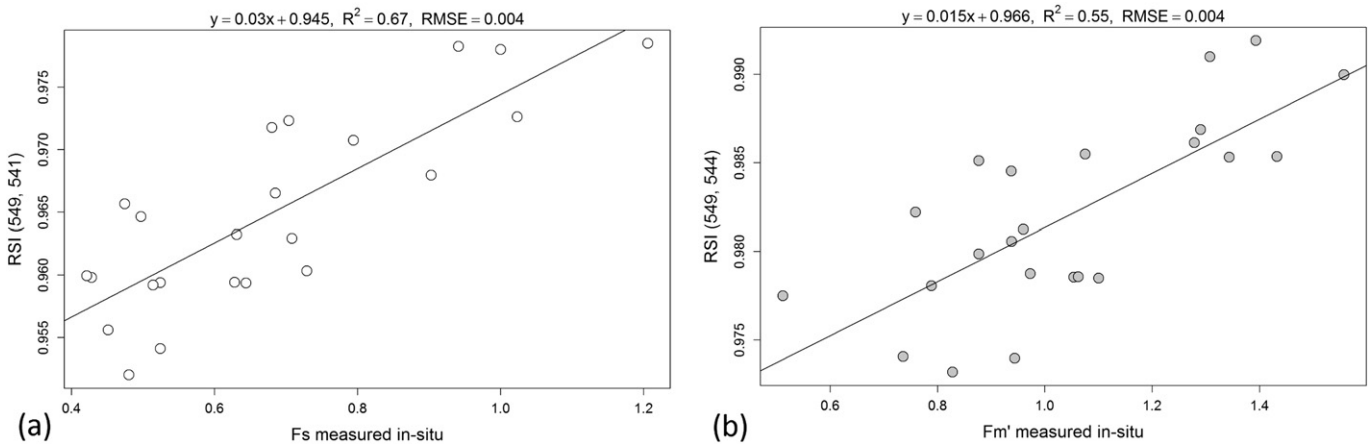 y = 0.03x + 0.945, R² = 0.67, RMSE = 0.004
RSI (549, 541)
0.975
0.970
0.965
0.960
0.955
0.4 0.6 0.8 1.0 1.2
Fs measured in-situ
(a)
y = 0.015x + 0.966, R² = 0.55, RMSE = 0.004
RSI (549, 544)
0.990
0.985
0.980
0.975
0.6 0.8 1.0 1.2 1.4
Fm' measured in-situ
(b)